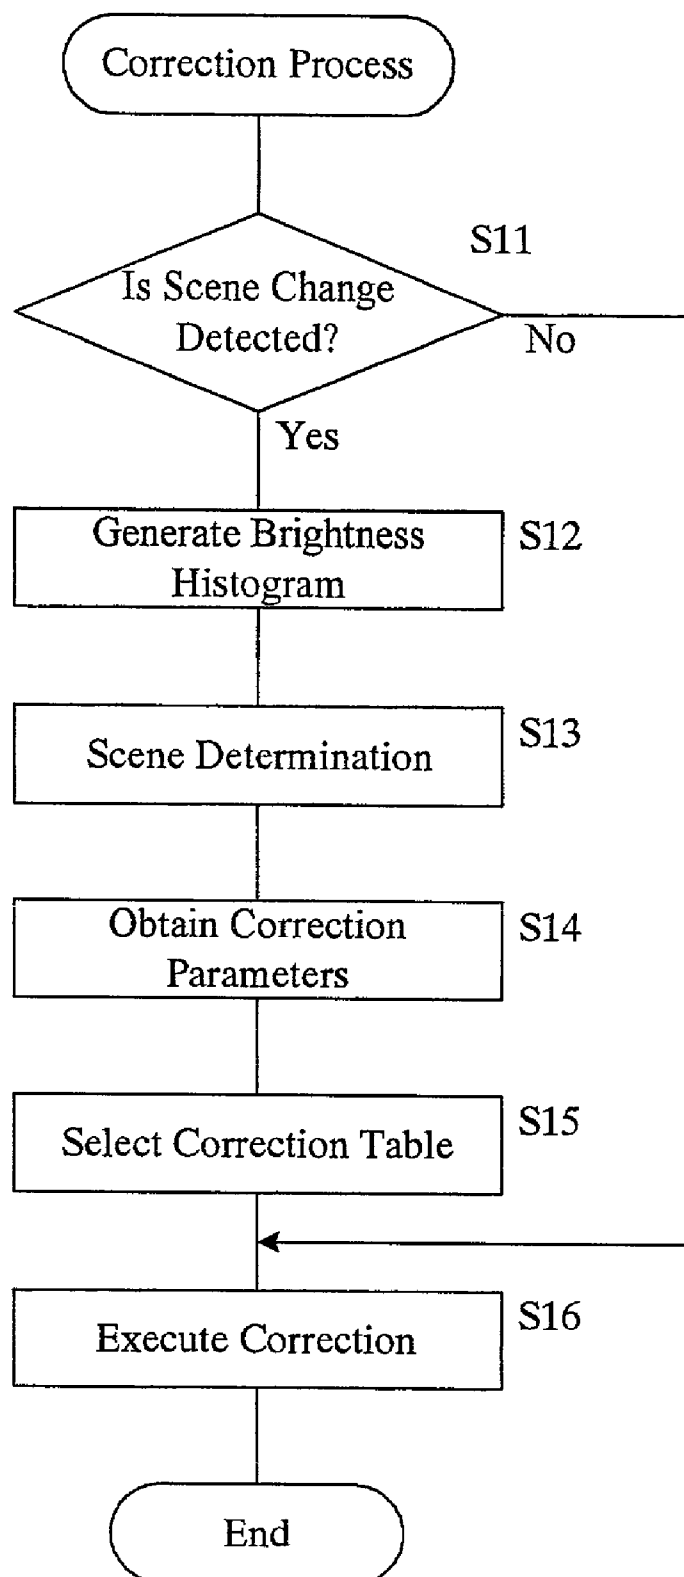 Correction Process
S11
Is Scene Change
Detected?
No
Yes
Generate Brightness
Histogram
S12
Scene Determination
S13
Obtain Correction
Parameters
S14
Select Correction Table
S15
Execute Correction
S16
End